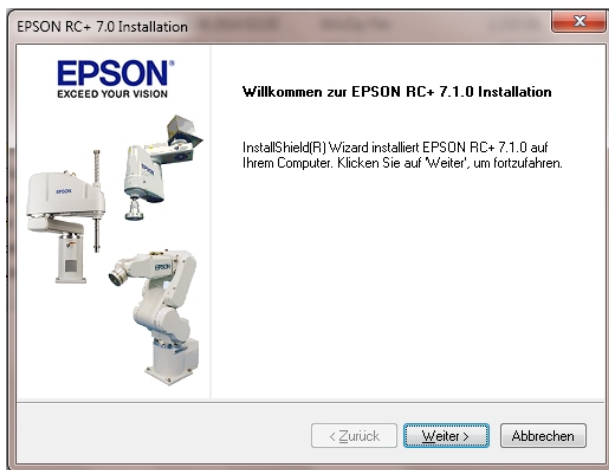 EPSON RC+ 7.0 Installation
EPSON®
EXCEED YOUR VISION
Willkommen zur EPSON RC+ 7.1.0 Installation
InstallShield(R) Wizard installiert EPSON RC+ 7.1.0 auf
Ihrem Computer. Klicken Sie auf 'Weiter', um fortzufahren.
EPSON
EPSON
< Zurück
Weiter >
Abbrechen